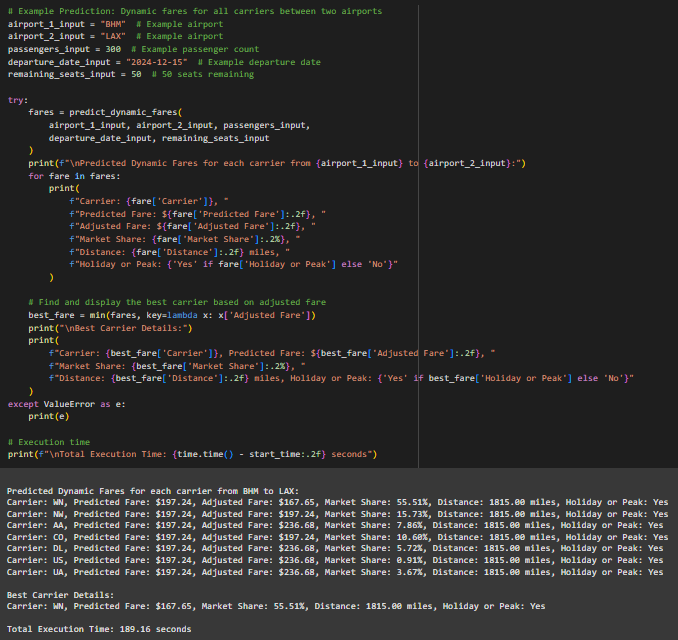 # Example Prediction: Dynamic fares for all carriers between two airports
airport_1_input = "BHM"  # Example airport
airport_2_input = "LAX"  # Example airport
passengers_input = 300  # Example passenger count
departure_date_input = "2024-12-15"  # Example departure date
remaining_seats_input = 50  # 50 seats remaining

try:
    fares = predict_dynamic_fares(
        airport_1_input, airport_2_input, passengers_input,
        departure_date_input, remaining_seats_input
    )
    print(f"\nPredicted Dynamic Fares for each carrier from {airport_1_input} to {airport_2_input}:")
    for fare in fares:
        print(
            f"Carrier: {fare['Carrier']}, "
            f"Predicted Fare: ${fare['Predicted Fare']:.2f}, "
            f"Adjusted Fare: ${fare['Adjusted Fare']:.2f}, "
            f"Market Share: {fare['Market Share']:.2%}, "
            f"Distance: {fare['Distance']:.2f} miles, "
            f"Holiday or Peak: {'Yes' if fare['Holiday or Peak'] else 'No'}"
        )

    # Find and display the best carrier based on adjusted fare
    best_fare = min(fares, key=lambda x: x['Adjusted Fare'])
    print("\nBest Carrier Details:")
    print(
        f"Carrier: {best_fare['Carrier']}, Predicted Fare: ${best_fare['Adjusted Fare']:.2f}, "
        f"Market Share: {best_fare['Market Share']:.2%}, "
        f"Distance: {best_fare['Distance']:.2f} miles, Holiday or Peak: {'Yes' if best_fare['Holiday or Peak'] else 'No'}"
    )
except ValueError as e:
    print(e)

# Execution time
print(f"\nTotal Execution Time: {time.time() - start_time:.2f} seconds")

Predicted Dynamic Fares for each carrier from BHM to LAX:
Carrier: WN, Predicted Fare: $197.24, Adjusted Fare: $167.65, Market Share: 55.51%, Distance: 1815.00 miles, Holiday or Peak: Yes
Carrier: NW, Predicted Fare: $197.24, Adjusted Fare: $197.24, Market Share: 15.73%, Distance: 1815.00 miles, Holiday or Peak: Yes
Carrier: AA, Predicted Fare: $197.24, Adjusted Fare: $236.68, Market Share: 7.86%, Distance: 1815.00 miles, Holiday or Peak: Yes
Carrier: CO, Predicted Fare: $197.24, Adjusted Fare: $197.24, Market Share: 10.60%, Distance: 1815.00 miles, Holiday or Peak: Yes
Carrier: DL, Predicted Fare: $197.24, Adjusted Fare: $236.68, Market Share: 5.72%, Distance: 1815.00 miles, Holiday or Peak: Yes
Carrier: US, Predicted Fare: $197.24, Adjusted Fare: $236.68, Market Share: 0.91%, Distance: 1815.00 miles, Holiday or Peak: Yes
Carrier: UA, Predicted Fare: $197.24, Adjusted Fare: $236.68, Market Share: 3.67%, Distance: 1815.00 miles, Holiday or Peak: Yes

Best Carrier Details:
Carrier: WN, Predicted Fare: $167.65, Market Share: 55.51%, Distance: 1815.00 miles, Holiday or Peak: Yes

Total Execution Time: 189.16 seconds